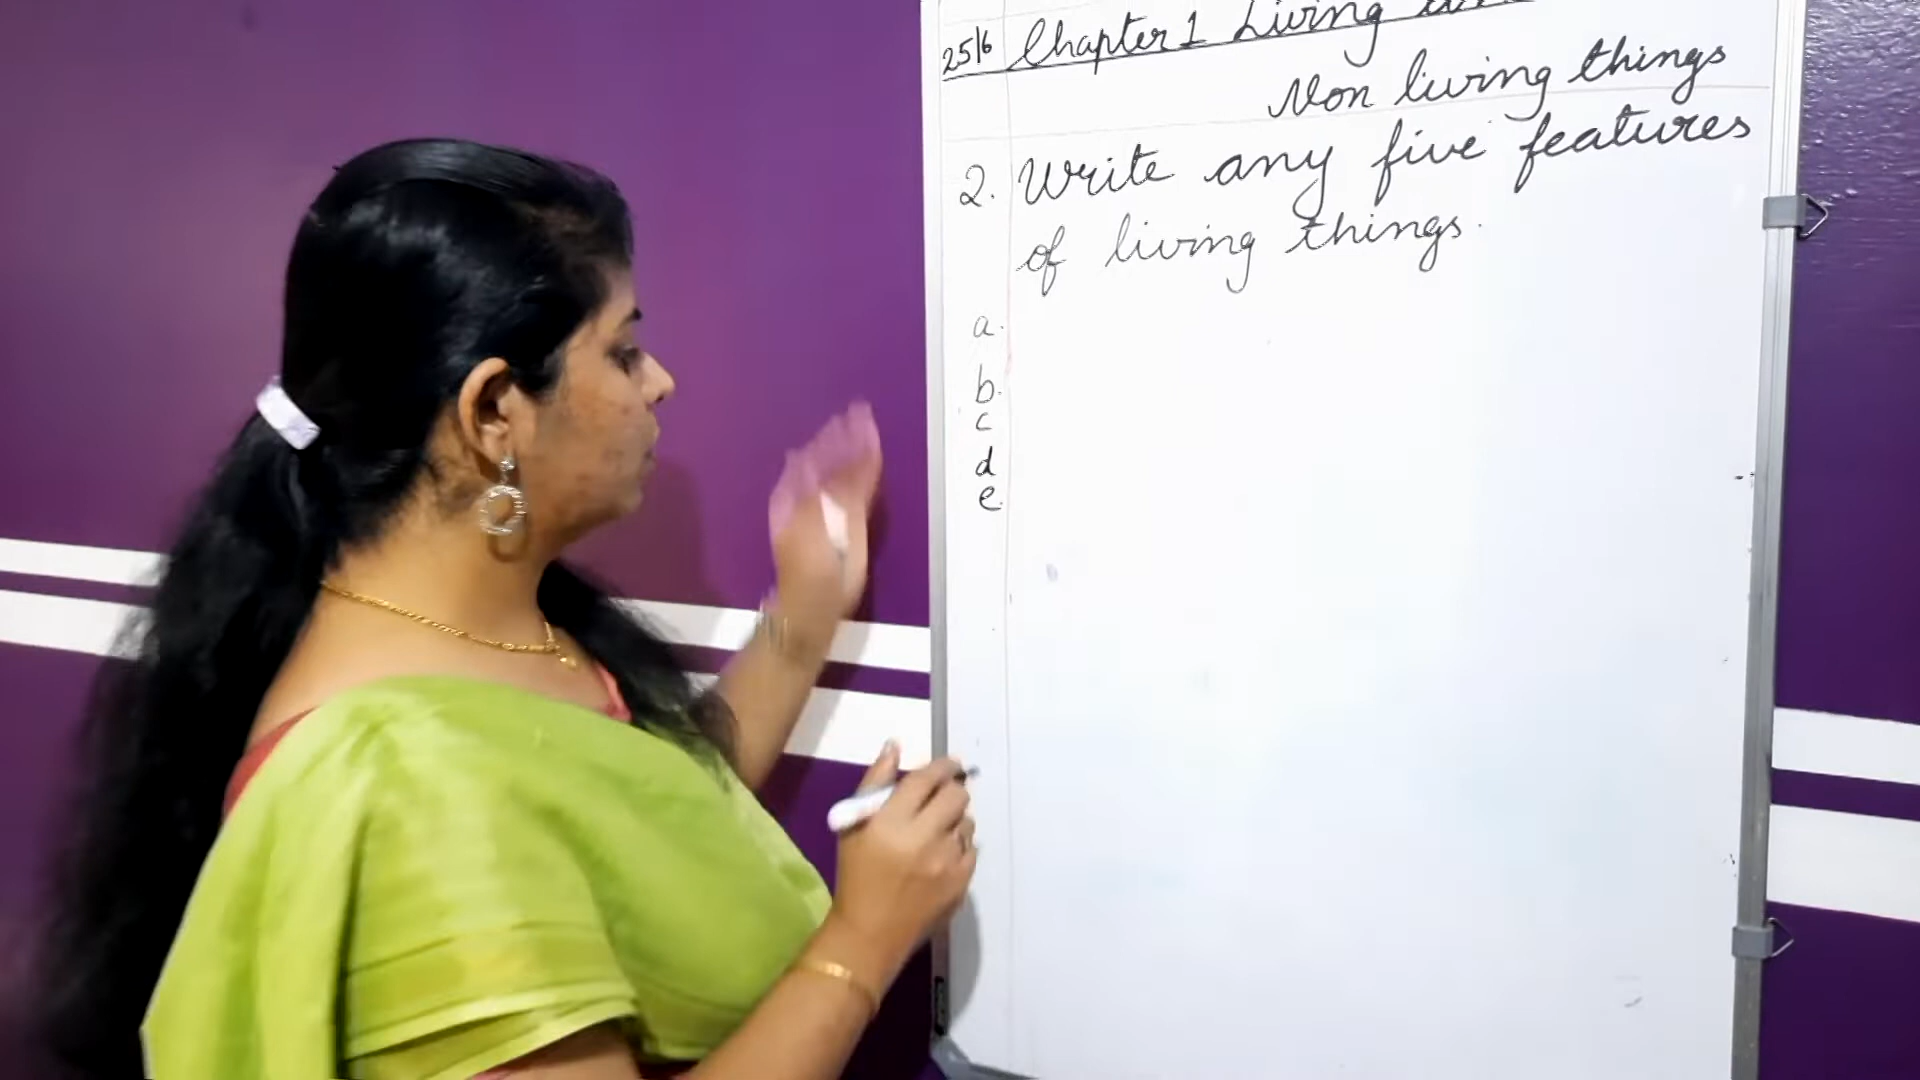 25/6 Chapter 1 Living
Non living things
2. Write any five features
of living things.
a.
b.
c
d
e.